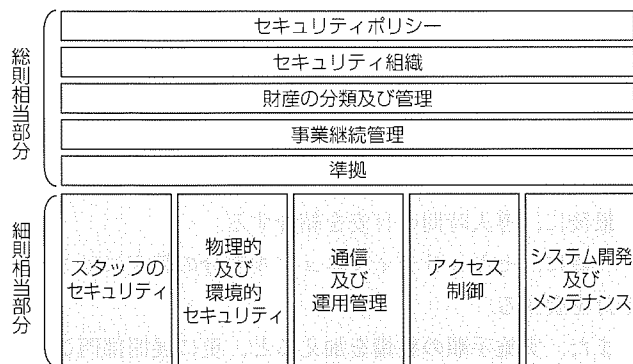 総則相当部分
セキュリティポリシー
セキュリティ組織
財産の分類及び管理
事業継続管理
準拠
細則相当部分
スタッフの
セキュリティ
物理的
及び
環境的
セキュリティ
通信
及び
運用管理
アクセス
制御
システム開発
及び
メンテナンス